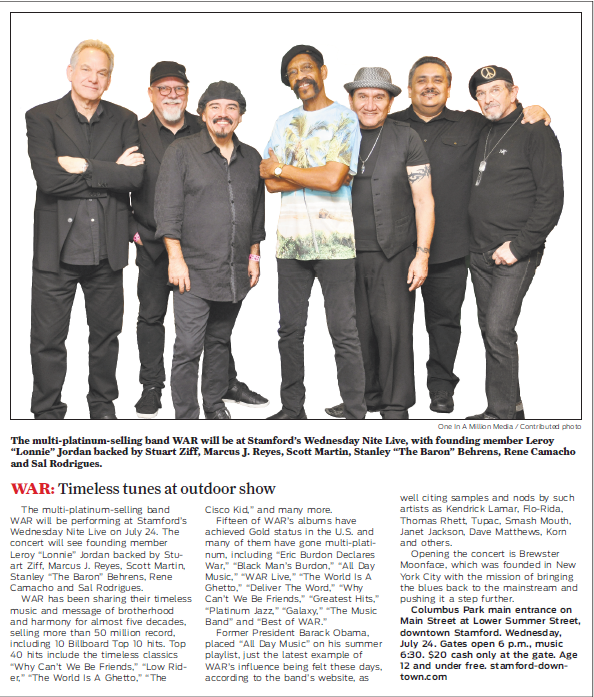 One In A Million Media / Contributed photo
The multi-platinum-selling band WAR will be at Stamford's Wednesday Nite Live, with founding member Leroy
"Lonnie" Jordan backed by Stuart Ziff, Marcus J. Reyes, Scott Martin, Stanley "The Baron" Behrens, Rene Camacho
and Sal Rodrigues.
WAR: Timeless tunes at outdoor show
The multi-platinum-selling band
WAR will be performing at Stamford's
Wednesday Nite Live on July 24. The
concert will see founding member
Leroy "Lonnie" Jordan backed by Stu-
art Ziff, Marcus J. Reyes, Scott Martin,
Stanley "The Baron" Behrens, Rene
Camacho and Sal Rodrigues.
WAR has been sharing their timeless
music and message of brotherhood
and harmony for almost five decades,
selling more than 50 million record,
including 10 Billboard Top 10 hits. Top
40 hits include the timeless classics
"Why Can't We Be Friends," "Low Rid-
er," "The World Is A Ghetto," "The
Cisco Kid," and many more.
Fifteen of WAR's albums have
achieved Gold status in the U.S. and
many of them have gone multi-plati-
num, including "Eric Burdon Declares
War," "Black Man's Burdon," "All Day
Music," "WAR Live," "The World Is A
Ghetto," "Deliver The Word," "Why
Can't We Be Friends," "Greatest Hits,"
"Platinum Jazz," "Galaxy," "The Music
Band" and "Best of WAR."
Former President Barack Obama,
placed "All Day Music" on his summer
playlist, just the latest example of
WAR's influence being felt these days,
according to the band's website, as
well citing samples and nods by such
artists as Kendrick Lamar, Flo-Rida,
Thomas Rhett, Tupac, Smash Mouth,
Janet Jackson, Dave Matthews, Korn
and others.
Opening the concert is Brewster
Moonface, which was founded in New
York City with the mission of bringing
the blues back to the mainstream and
pushing it a step further.
Columbus Park main entrance on
Main Street at Lower Summer Street,
downtown Stamford. Wednesday,
July 24. Gates open 6 p.m., music
6:30. $20 cash only at the gate. Age
12 and under free. stamford-down-
town.com